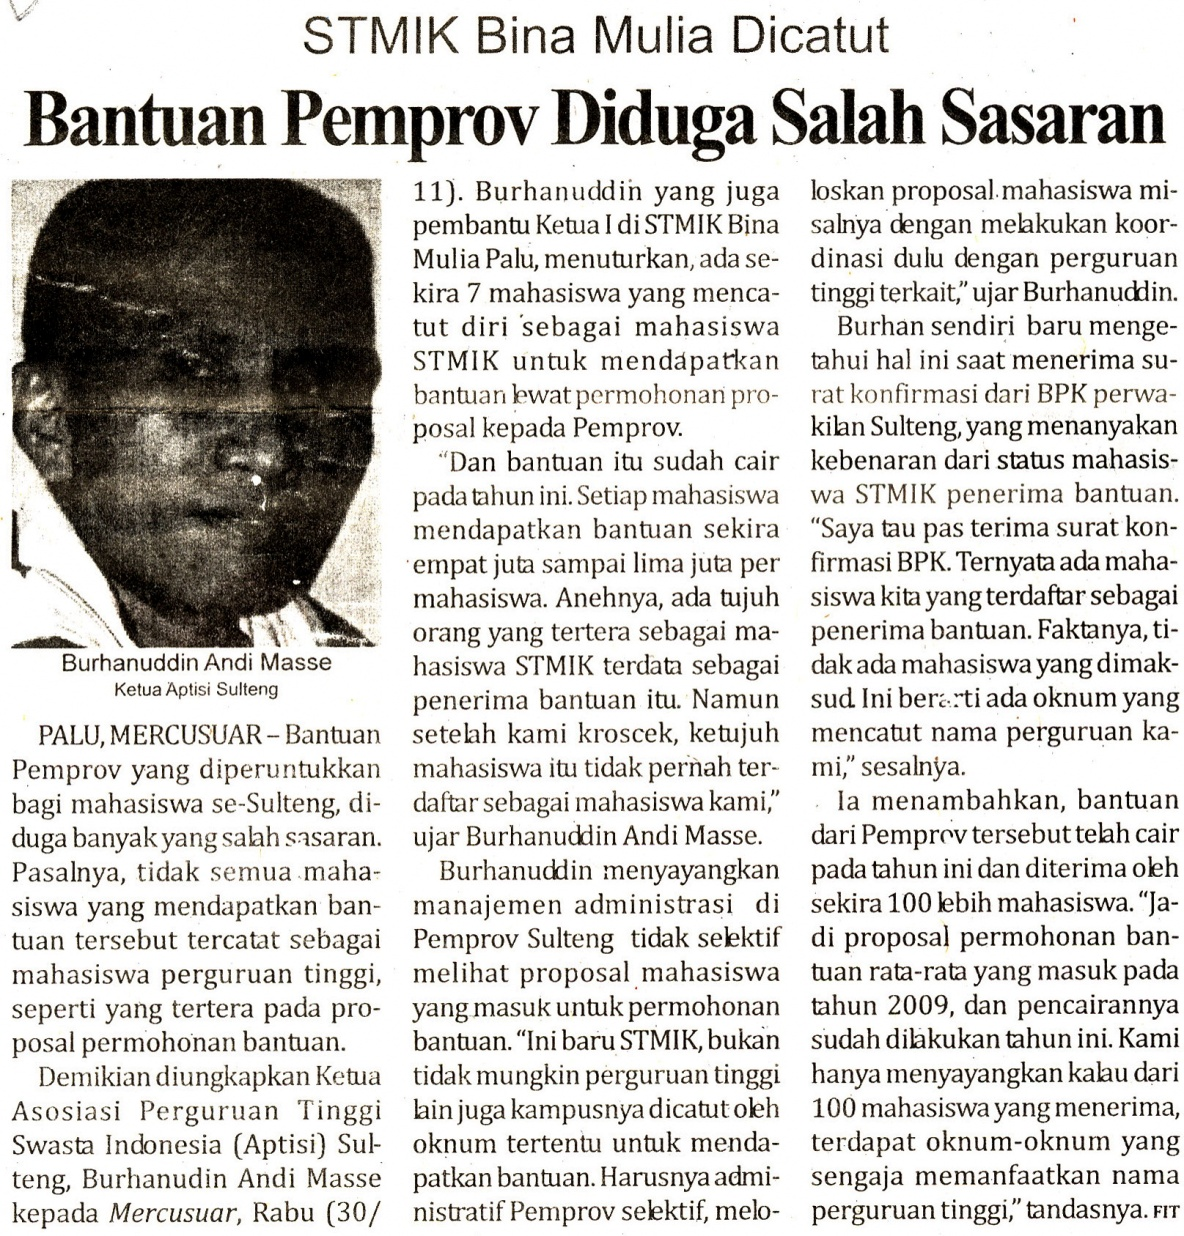 STMIK Bina Mulia Dicatut
Bantuan Pemprov Diduga Salah Sasaran
Burhanuddin Andi Masse
Ketua Aptisi Sulteng
PALU, MERCUSUAR – Bantuan
Pemprov yang diperuntukkan
bagi mahasiswa se-Sulteng, di-
duga banyak yang salah sasaran.
Pasalnya, tidak semua maha-
siswa yang mendapatkan ban-
tuan tersebut tercatat sebagai
mahasiswa perguruan tinggi,
seperti yang tertera pada pro-
posal permohonan bantuan.
Demikian diungkapkan Ketua
Asosiasi Perguruan Tinggi
Swasta Indonesia (Aptisi) Sul-
teng, Burhanudin Andi Masse
kepada Mercusuar, Rabu (30/
11). Burhanuddin yang juga
pembantu Ketua I di STMIK Bina
Mulia Palu, menuturkan, ada se-
kira 7 mahasiswa yang menca-
tut diri sebagai mahasiswa
STMIK untuk mendapatkan
bantuan lewat permohonan pro-
posal kepada Pemprov.
“Dan bantuan itu sudah cair
pada tahun ini. Setiap mahasiswa
mendapatkan bantuan sekira
empat juta sampai lima juta per
mahasiswa. Anehnya, ada tujuh
orang yang tertera sebagai ma-
hasiswa STMIK terdata sebagai
penerima bantuan itu. Namun
setelah kami kroscek, ketujuh
mahasiswa itu tidak pernah ter-
daftar sebagai mahasiswa kami,”
ujar Burhanuddin Andi Masse.
Burhanuddin menyayangkan
manajemen administrasi di
Pemprov Sulteng tidak selektif
melihat proposal mahasiswa
yang masuk untuk permohonan
bantuan. “Ini baru STMIK, bukan
tidak mungkin perguruan tinggi
lain juga kampusnya dicatut oleh
oknum tertentu untuk menda-
patkan bantuan. Harusnya admi-
nistratif Pemprov selektif, melo-
loskan proposal mahasiswa mi-
salnya dengan melakukan koor-
dinasi dulu dengan perguruan
tinggi terkait,” ujar Burhanuddin.
Burhan sendiri baru menge-
tahui hal ini saat menerima su-
rat konfirmasi dari BPK perwa-
kilan Sulteng, yang menanyakan
kebenaran dari status mahasis-
wa STMIK penerima bantuan.
“Saya tau pas terima surat kon-
firmasi BPK. Ternyata ada maha-
siswa kita yang terdaftar sebagai
penerima bantuan. Faktanya, ti-
dak ada mahasiswa yang dimak-
sud. Ini berarti ada oknum yang
mencatut nama perguruan ka-
mi,” sesalnya.
Ia menambahkan, bantuan
dari Pemprov tersebut telah cair
pada tahun ini dan diterima oleh
sekira 100 lebih mahasiswa. “Ja-
di proposal permohonan ban-
tuan rata-rata yang masuk pada
tahun 2009, dan pencairannya
sudah dilakukan tahun ini. Kami
hanya menyayangkan kalau dari
100 mahasiswa yang menerima,
terdapat oknum-oknum yang
sengaja memanfaatkan nama
perguruan tinggi,” tandasnya. FIT